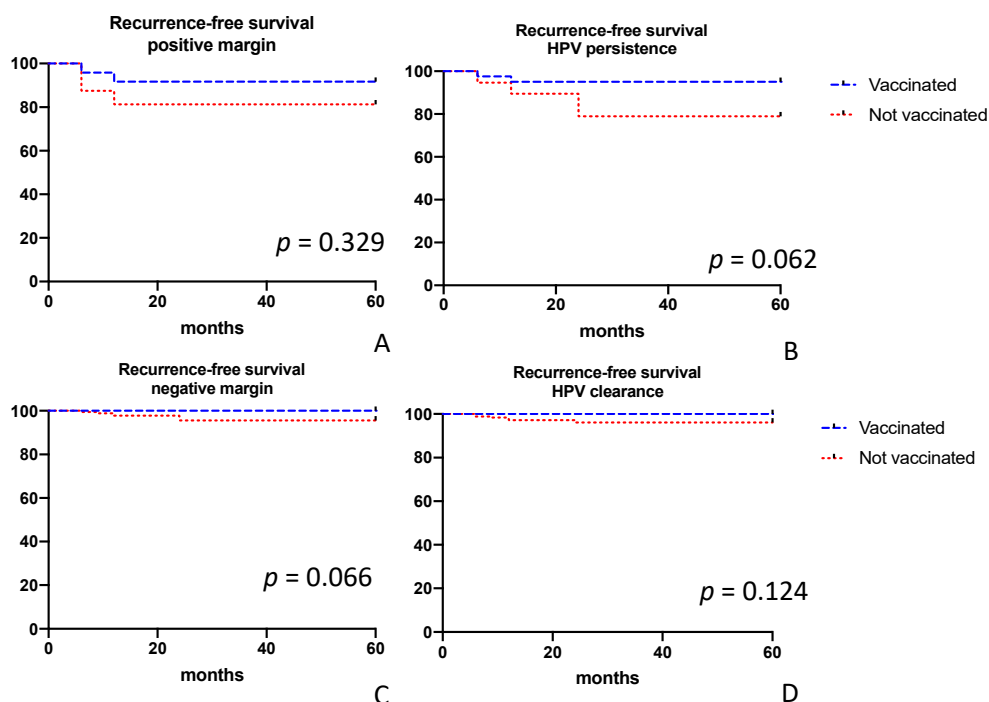 Recurrence-free survival
positive margin
100
80
60
40
20
0
0 20 40 60
months
p = 0.329
A
Recurrence-free survival
HPV persistence
100
80
60
40
20
0
0 20 40 60
months
p = 0.062
B
Vaccinated
Not vaccinated
Recurrence-free survival
negative margin
100
80
60
40
20
0
0 20 40 60
months
p = 0.066
C
Recurrence-free survival
HPV clearance
100
80
60
40
20
0
0 20 40 60
months
p = 0.124
D
Vaccinated
Not vaccinated